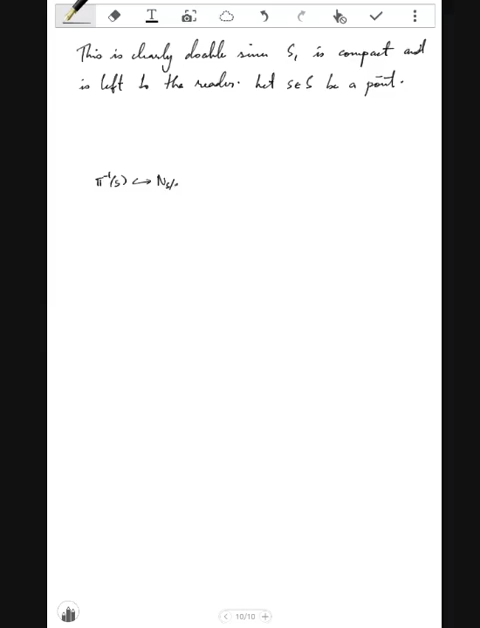 T
This is clearly doable since S₁ is compact and
is left to the reader. Let s∈S be a point.
π⁻¹(s) ↔
10/10